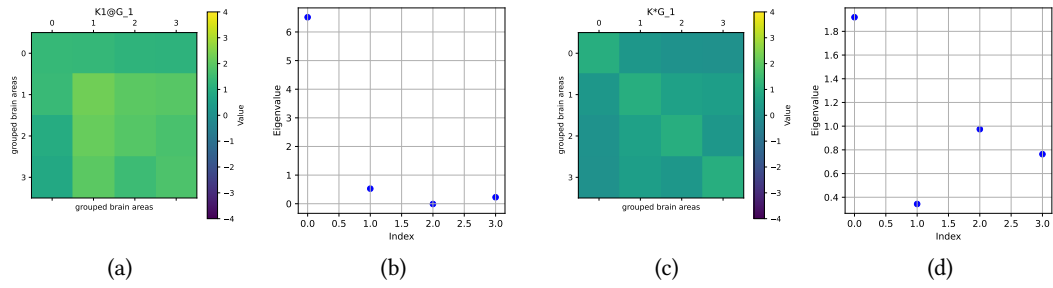 K1@G_1
0 1 2 3
0
1
2
3
grouped brain areas
grouped brain areas
4
3
2
1
0
−1
−2
−3
−4
Value
6
5
4
3
2
1
0
Eigenvalue
0.0 0.5 1.0 1.5 2.0 2.5 3.0
Index
K*G_1
0 1 2 3
0
1
2
3
grouped brain areas
grouped brain areas
4
3
2
1
0
−1
−2
−3
−4
Value
1.8
1.6
1.4
1.2
1.0
0.8
0.6
0.4
Eigenvalue
0.0 0.5 1.0 1.5 2.0 2.5 3.0
Index
(a) (b) (c) (d)